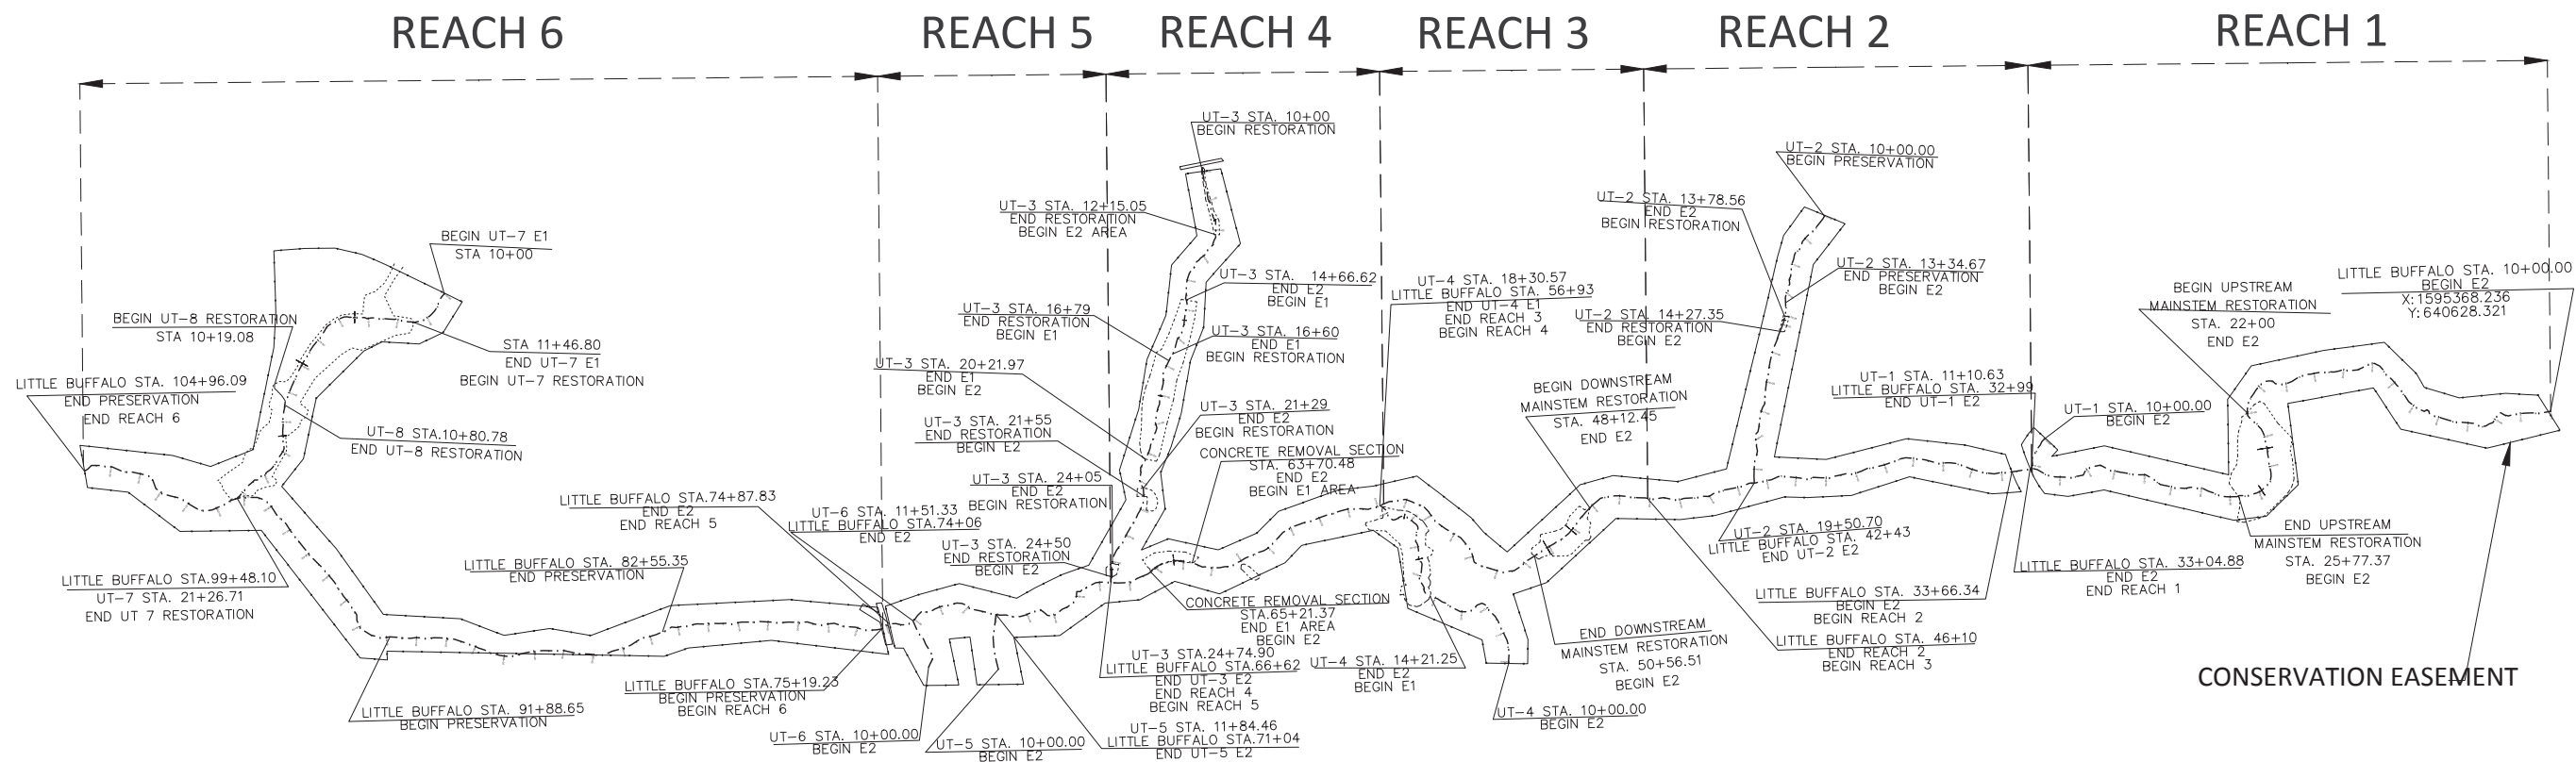 REACH 6
REACH 5
REACH 4
REACH 3
REACH 2
REACH 1
UT-3 STA. 10+00
BEGIN RESTORATION
UT-2 STA. 10+00.00
BEGIN PRESERVATION
UT-3 STA. 12+15.05
END RESTORATION
BEGIN E2 AREA
UT-2 STA. 13+78.56
END E2
BEGIN RESTORATION
BEGIN UT-7 E1
STA 10+00
UT-3 STA. 14+66.62
END E2
BEGIN E1
UT-4 STA. 18+30.57
LITTLE BUFFALO STA. 56+93
END UT-4 E1
END REACH 3
BEGIN REACH 4
UT-2 STA. 13+34.67
END PRESERVATION
BEGIN E2
LITTLE BUFFALO STA. 10+00.00
BEGIN E2
X:1595368.236
Y:640628.321
BEGIN UPSTREAM
MAINSTEM RESTORATION
STA. 22+00
END E2
BEGIN UT-8 RESTORATION
STA 10+19.08
UT-3 STA. 16+79
END RESTORATION
BEGIN E1
UT-2 STA. 14+27.35
END RESTORATION
BEGIN E2
STA 11+46.80
END UT-7 E1
BEGIN UT-7 RESTORATION
UT-3 STA. 16+60
END E1
BEGIN RESTORATION
UT-3 STA. 20+21.97
END E1
BEGIN E2
LITTLE BUFFALO STA. 104+96.09
END PRESERVATION
END REACH 6
BEGIN DOWNSTREAM
MAINSTEM RESTORATION
STA. 48+12.45
END E2
UT-1 STA. 11+10.63
LITTLE BUFFALO STA. 32+99
END UT-1 E2
UT-1 STA. 10+00.00
BEGIN E2
UT-3 STA. 21+29
END E2
BEGIN RESTORATION
UT-3 STA. 21+55
END RESTORATION
BEGIN E2
UT-8 STA.10+80.78
END UT-8 RESTORATION
CONCRETE REMOVAL SECTION
STA. 63+70.48
END E2
BEGIN E1 AREA
UT-3 STA. 24+05
END E2
BEGIN RESTORATION
LITTLE BUFFALO STA.74+87.83
END E2
END REACH 5
UT-6 STA. 11+51.33
LITTLE BUFFALO STA.74+06
END E2
UT-2 STA. 19+50.70
LITTLE BUFFALO STA. 42+43
END UT-2 E2
END UPSTREAM
MAINSTEM RESTORATION
STA. 25+77.37
BEGIN E2
UT-3 STA. 24+50
END RESTORATION
BEGIN E2
LITTLE BUFFALO STA. 82+55.35
END PRESERVATION
LITTLE BUFFALO STA. 33+04.88
END E2
END REACH 1
LITTLE BUFFALO STA.99+48.10
UT-7 STA. 21+26.71
END UT 7 RESTORATION
LITTLE BUFFALO STA. 33+66.34
BEGIN E2
BEGIN REACH 2
CONCRETE REMOVAL SECTION
STA.65+21.37
END E1 AREA
BEGIN E2
END DOWNSTREAM
MAINSTEM RESTORATION
STA. 50+56.51
BEGIN E2
LITTLE BUFFALO STA. 46+10
END REACH 2
BEGIN REACH 3
UT-3 STA.24+74.90
LITTLE BUFFALO STA.66+62
END UT-3 E2
END REACH 4
BEGIN REACH 5
UT-4 STA. 14+21.25
END E2
BEGIN E1
CONSERVATION EASEMENT
LITTLE BUFFALO STA.75+19.23
BEGIN PRESERVATION
BEGIN REACH 6
LITTLE BUFFALO STA. 91+88.65
BEGIN PRESERVATION
UT-4 STA. 10+00.00
BEGIN E2
UT-6 STA. 10+00.00
BEGIN E2
UT-5 STA. 10+00.00
BEGIN E2
UT-5 STA. 11+84.46
LITTLE BUFFALO STA.71+04
END UT-5 E2